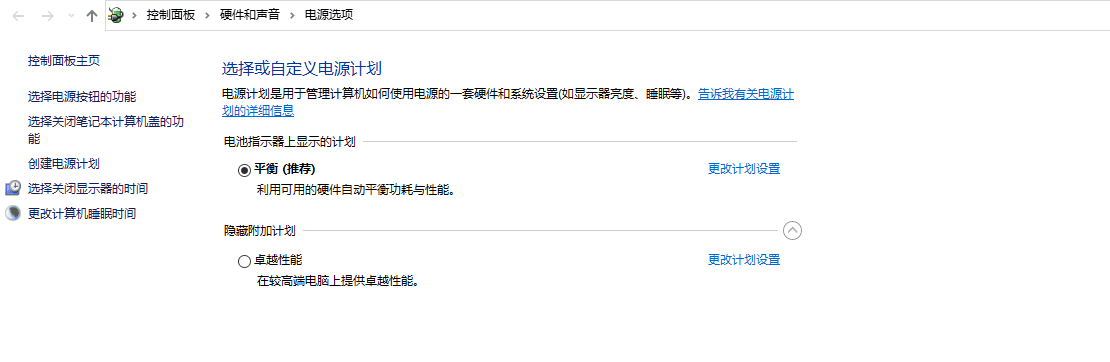 控制面板 硬件和声音 电源选项
控制面板主页
选择电源按钮的功能
选择关闭笔记本计算机盖的功
能
创建电源计划
选择关闭显示器的时间
更改计算机睡眠时间
选择或自定义电源计划
电源计划是用于管理计算机如何使用电源的一套硬件和系统设置(如显示器亮度、睡眠等)。告诉我有关电源计
划的详细信息
电池指示器上显示的计划
平衡 (推荐) 更改计划设置
利用可用的硬件自动平衡功耗与性能。
隐藏附加计划
卓越性能 更改计划设置
在较高端电脑上提供卓越性能。